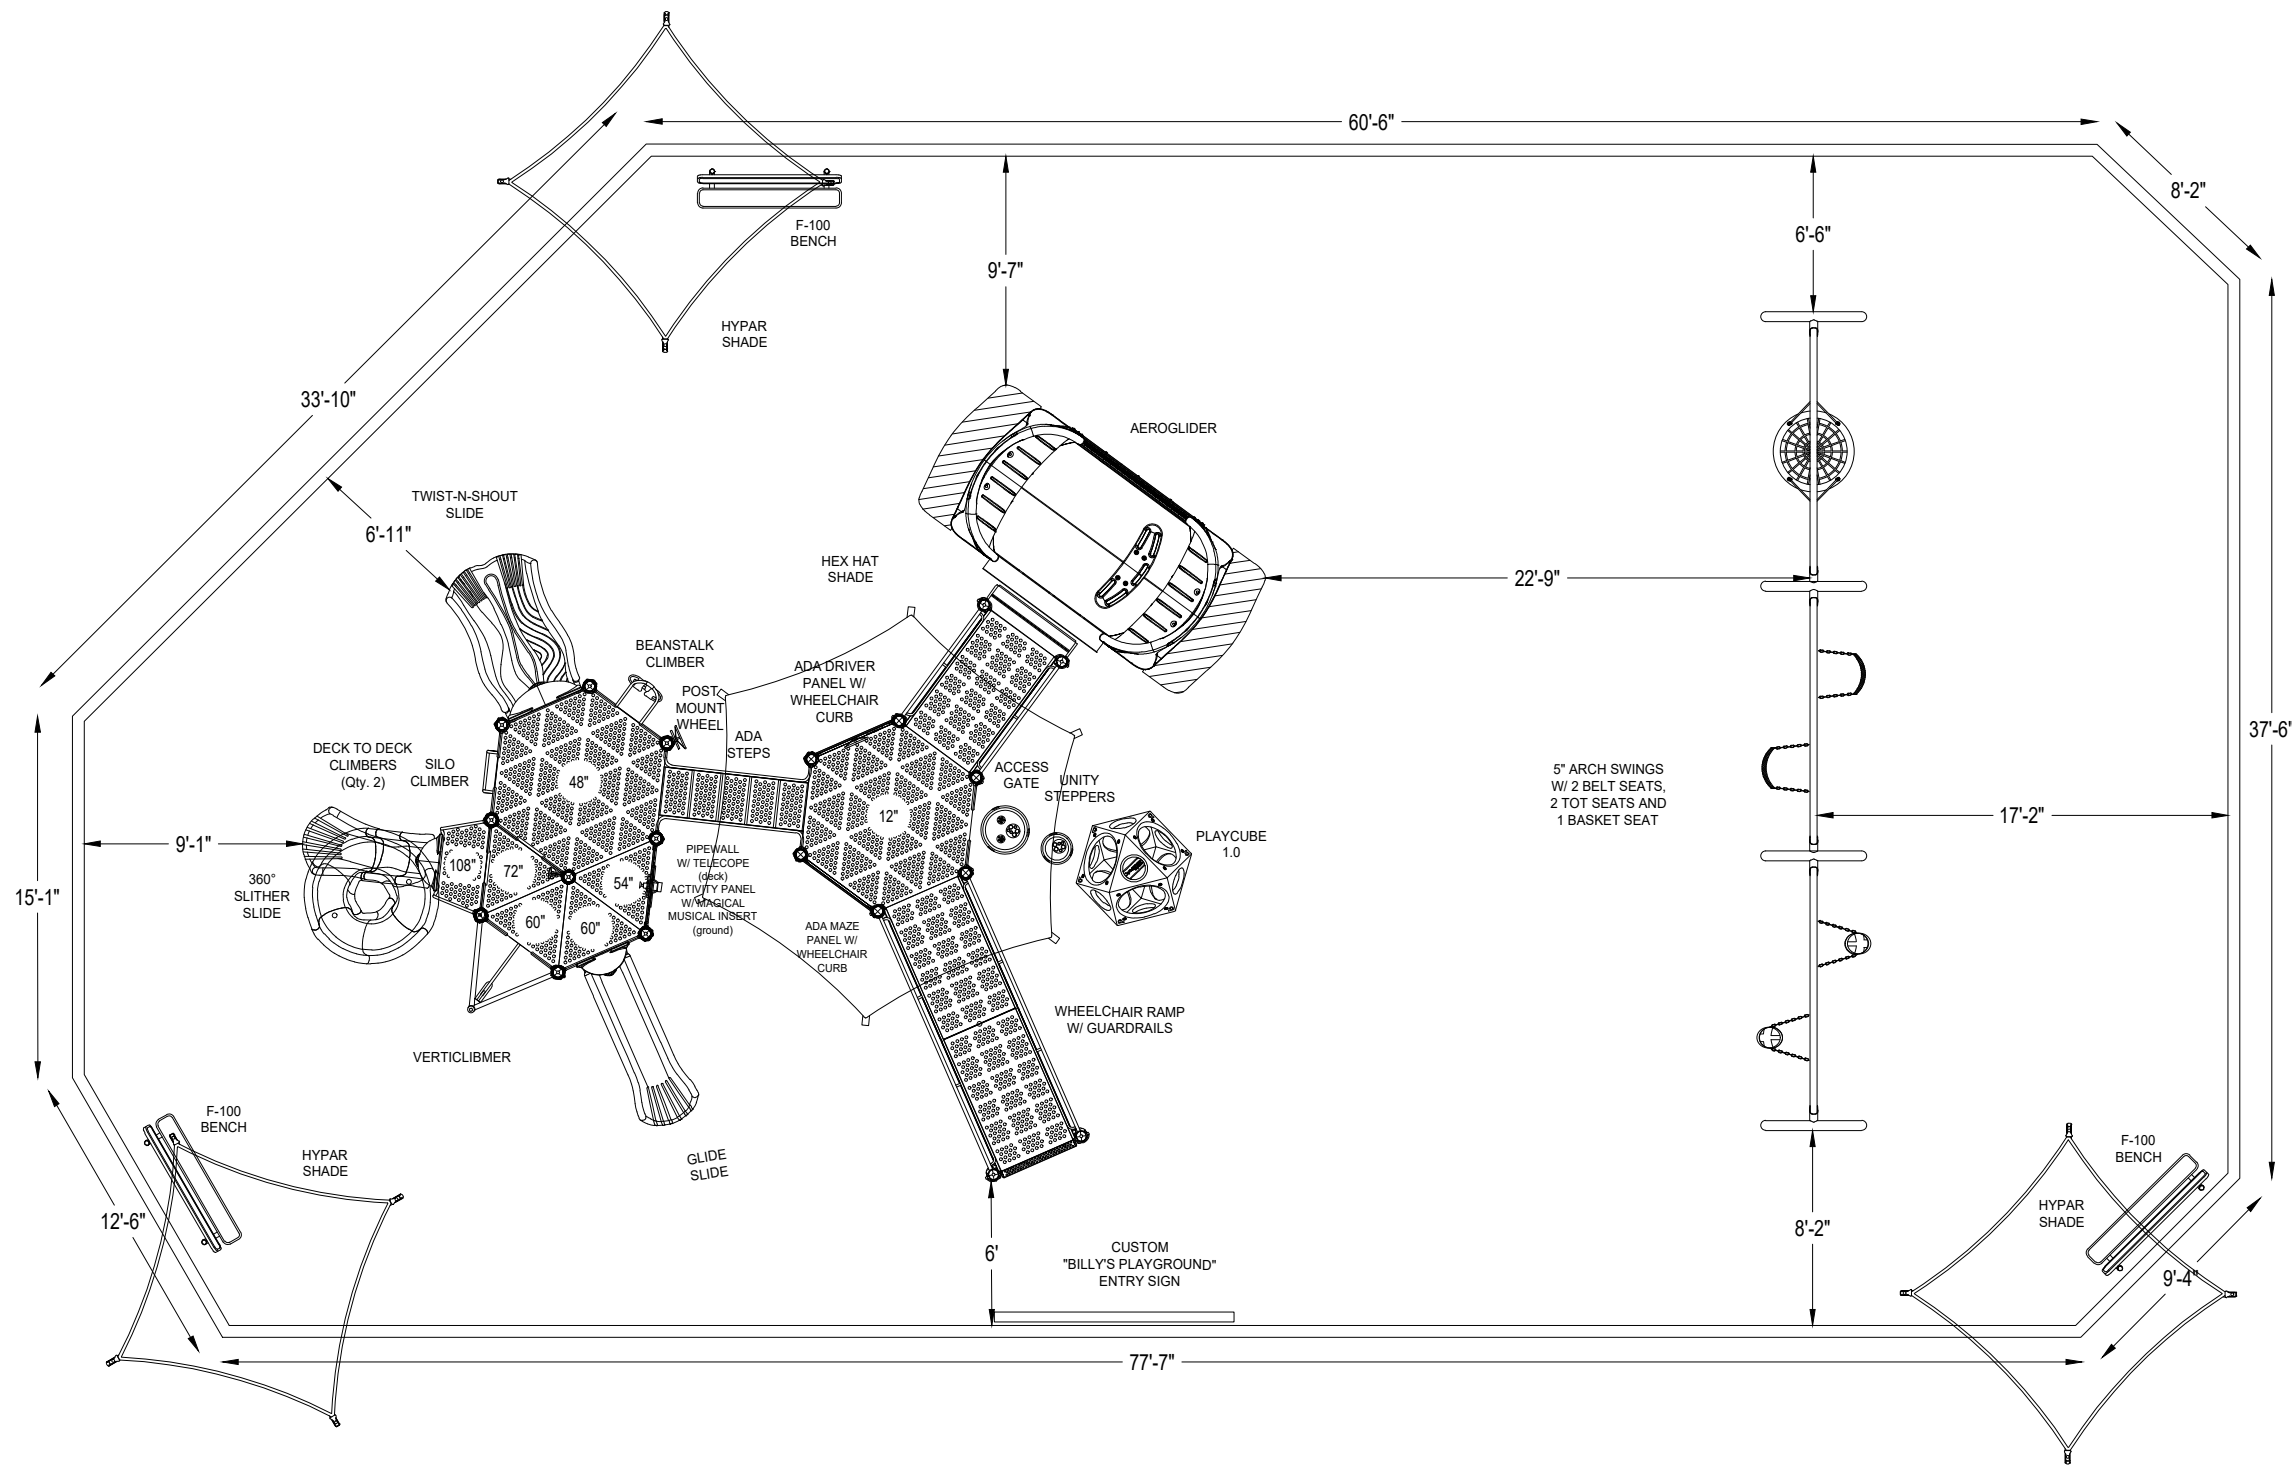 60'-6"
8'-2"
F-100
BENCH
6'-6"
9'-7"
HYPAR
SHADE
33'-10"
AEROGLIDER
TWIST-N-SHOUT
SLIDE
6'-11"
HEX HAT
SHADE
22'-9"
BEANSTALK
CLIMBER
ADA DRIVER
PANEL W/
WHEELCHAIR
CURB
POST
MOUNT
WHEEL
ADA
STEPS
37'-6'
DECK TO DECK
CLIMBERS
(Qty. 2)
SILO
CLIMBER
48"
ACCESS
GATE
UNITY
STEPPERS
5" ARCH SWINGS
W/ 2 BELT SEATS,
2 TOT SEATS AND
1 BASKET SEAT
12"
17'-2"
9'-1"
PLAYCUBE
1.0
PIPEWALL
W/ TELECOPE
(deck)
ACTIVITY PANEL
W/ MAGICAL
MUSICAL INSERT
(ground)
108"
72"
54"
360°
SLITHER
SLIDE
15'-1"
60"
60"
ADA MAZE
PANEL W/
WHEELCHAIR
CURB
WHEELCHAIR RAMP
W/ GUARDRAILS
VERTICLIBMER
F-100
BENCH
HYPAR
SHADE
GLIDE
SLIDE
F-100
BENCH
12'-6"
HYPAR
SHADE
8'-2"
6'
CUSTOM
"BILLY'S PLAYGROUND"
ENTRY SIGN
9'-4"
77'-7"